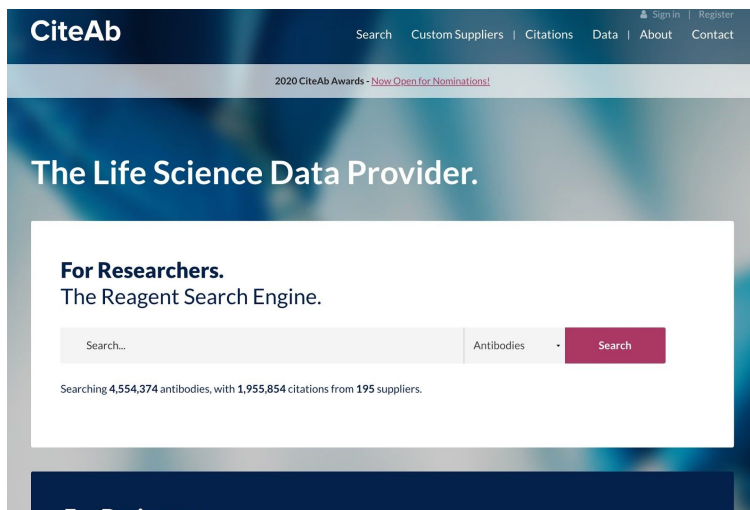 Sign in | Register
CiteAb
Search Custom Suppliers | Citations Data | About Contact
2020 CiteAb Awards - Now Open for Nominations!
The Life Science Data Provider.
For Researchers.
The Reagent Search Engine.
Search... Antibodies Search
Searching 4,554,374 antibodies, with 1,955,854 citations from 195 suppliers.